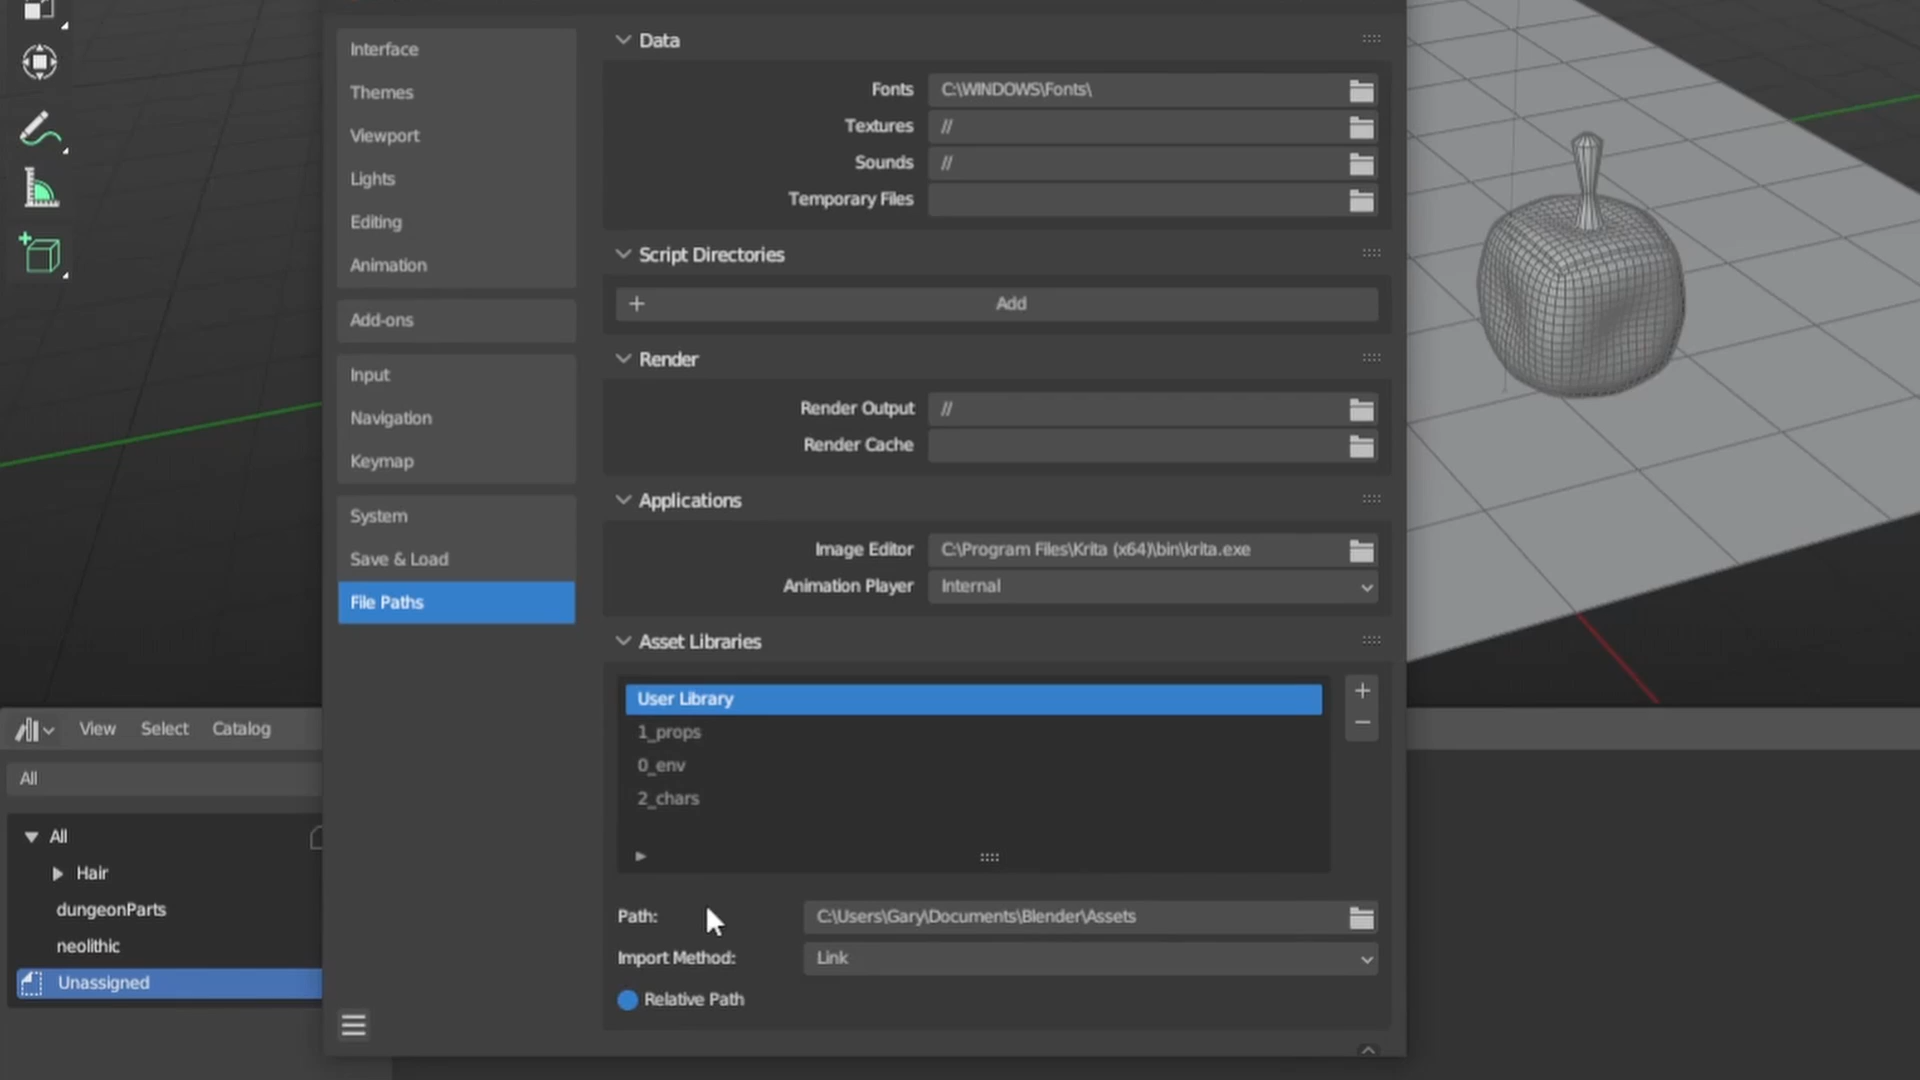 Interface
Themes
Viewport
Lights
Editing
Animation
Add-ons
Input
Navigation
Keymap
System
Save & Load
File Paths
Data
Fonts C:\WINDOWS\Fonts\
Textures //
Sounds //
Temporary Files
Script Directories
+ Add
Render
Render Output //
Render Cache
Applications
Image Editor C:\Program Files\Krita (x64)\bin\krita.exe
Animation Player Internal
Asset Libraries
User Library
1_props
0_env
2_chars
Path: C:\Users\Gary\Documents\Blender\Assets
Import Method: Link
Relative Path
View Select Catalog
All
All
Hair
dungeonParts
neolithic
Unassigned